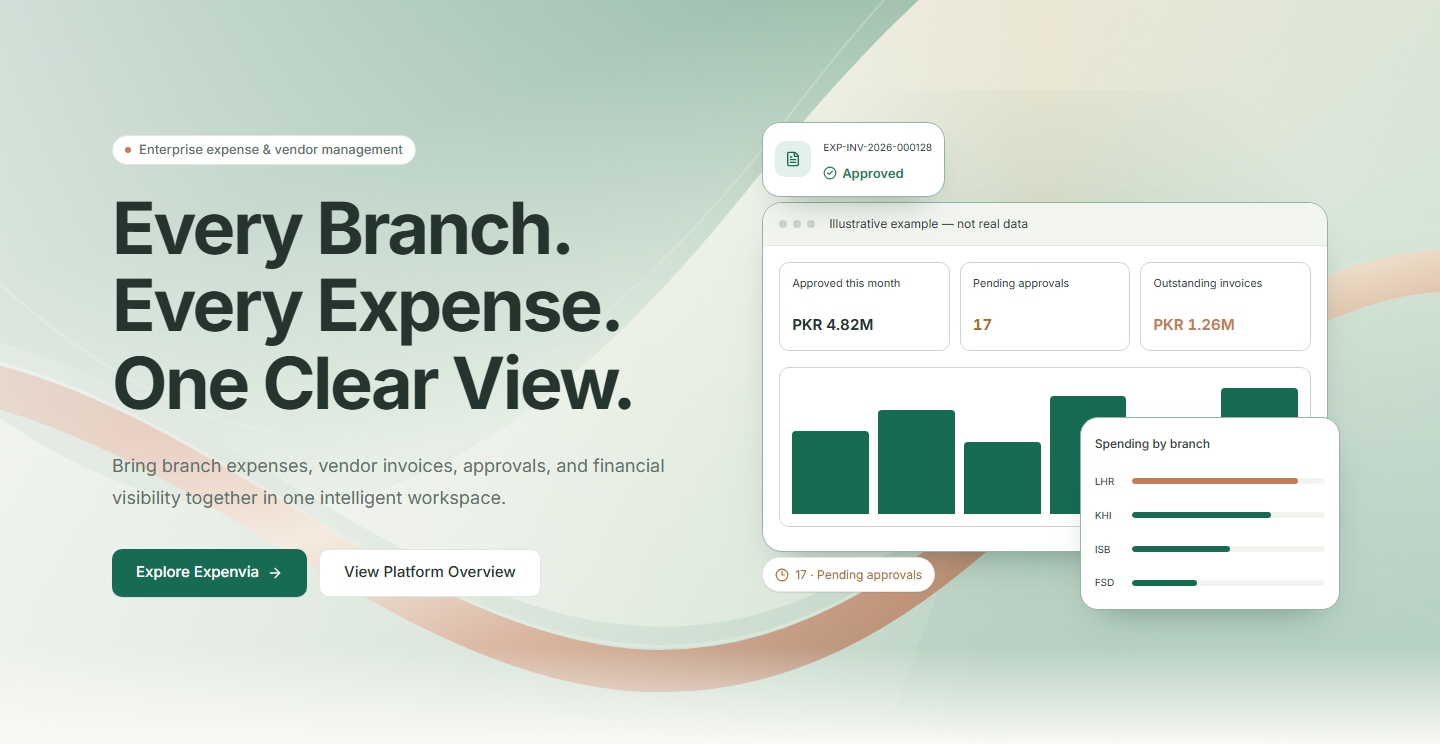 Enterprise expense & vendor management
Every Branch.
Every Expense.
One Clear View.
Bring branch expenses, vendor invoices, approvals, and financial
visibility together in one intelligent workspace.
Explore Expenvia
View Platform Overview
EXP-INV-2026-000128
Approved
Illustrative example — not real data
Approved this month
PKR 4.82M
Pending approvals
17
Outstanding invoices
PKR 1.26M
Spending by branch
LHR
KHI
ISB
FSD
17 · Pending approvals